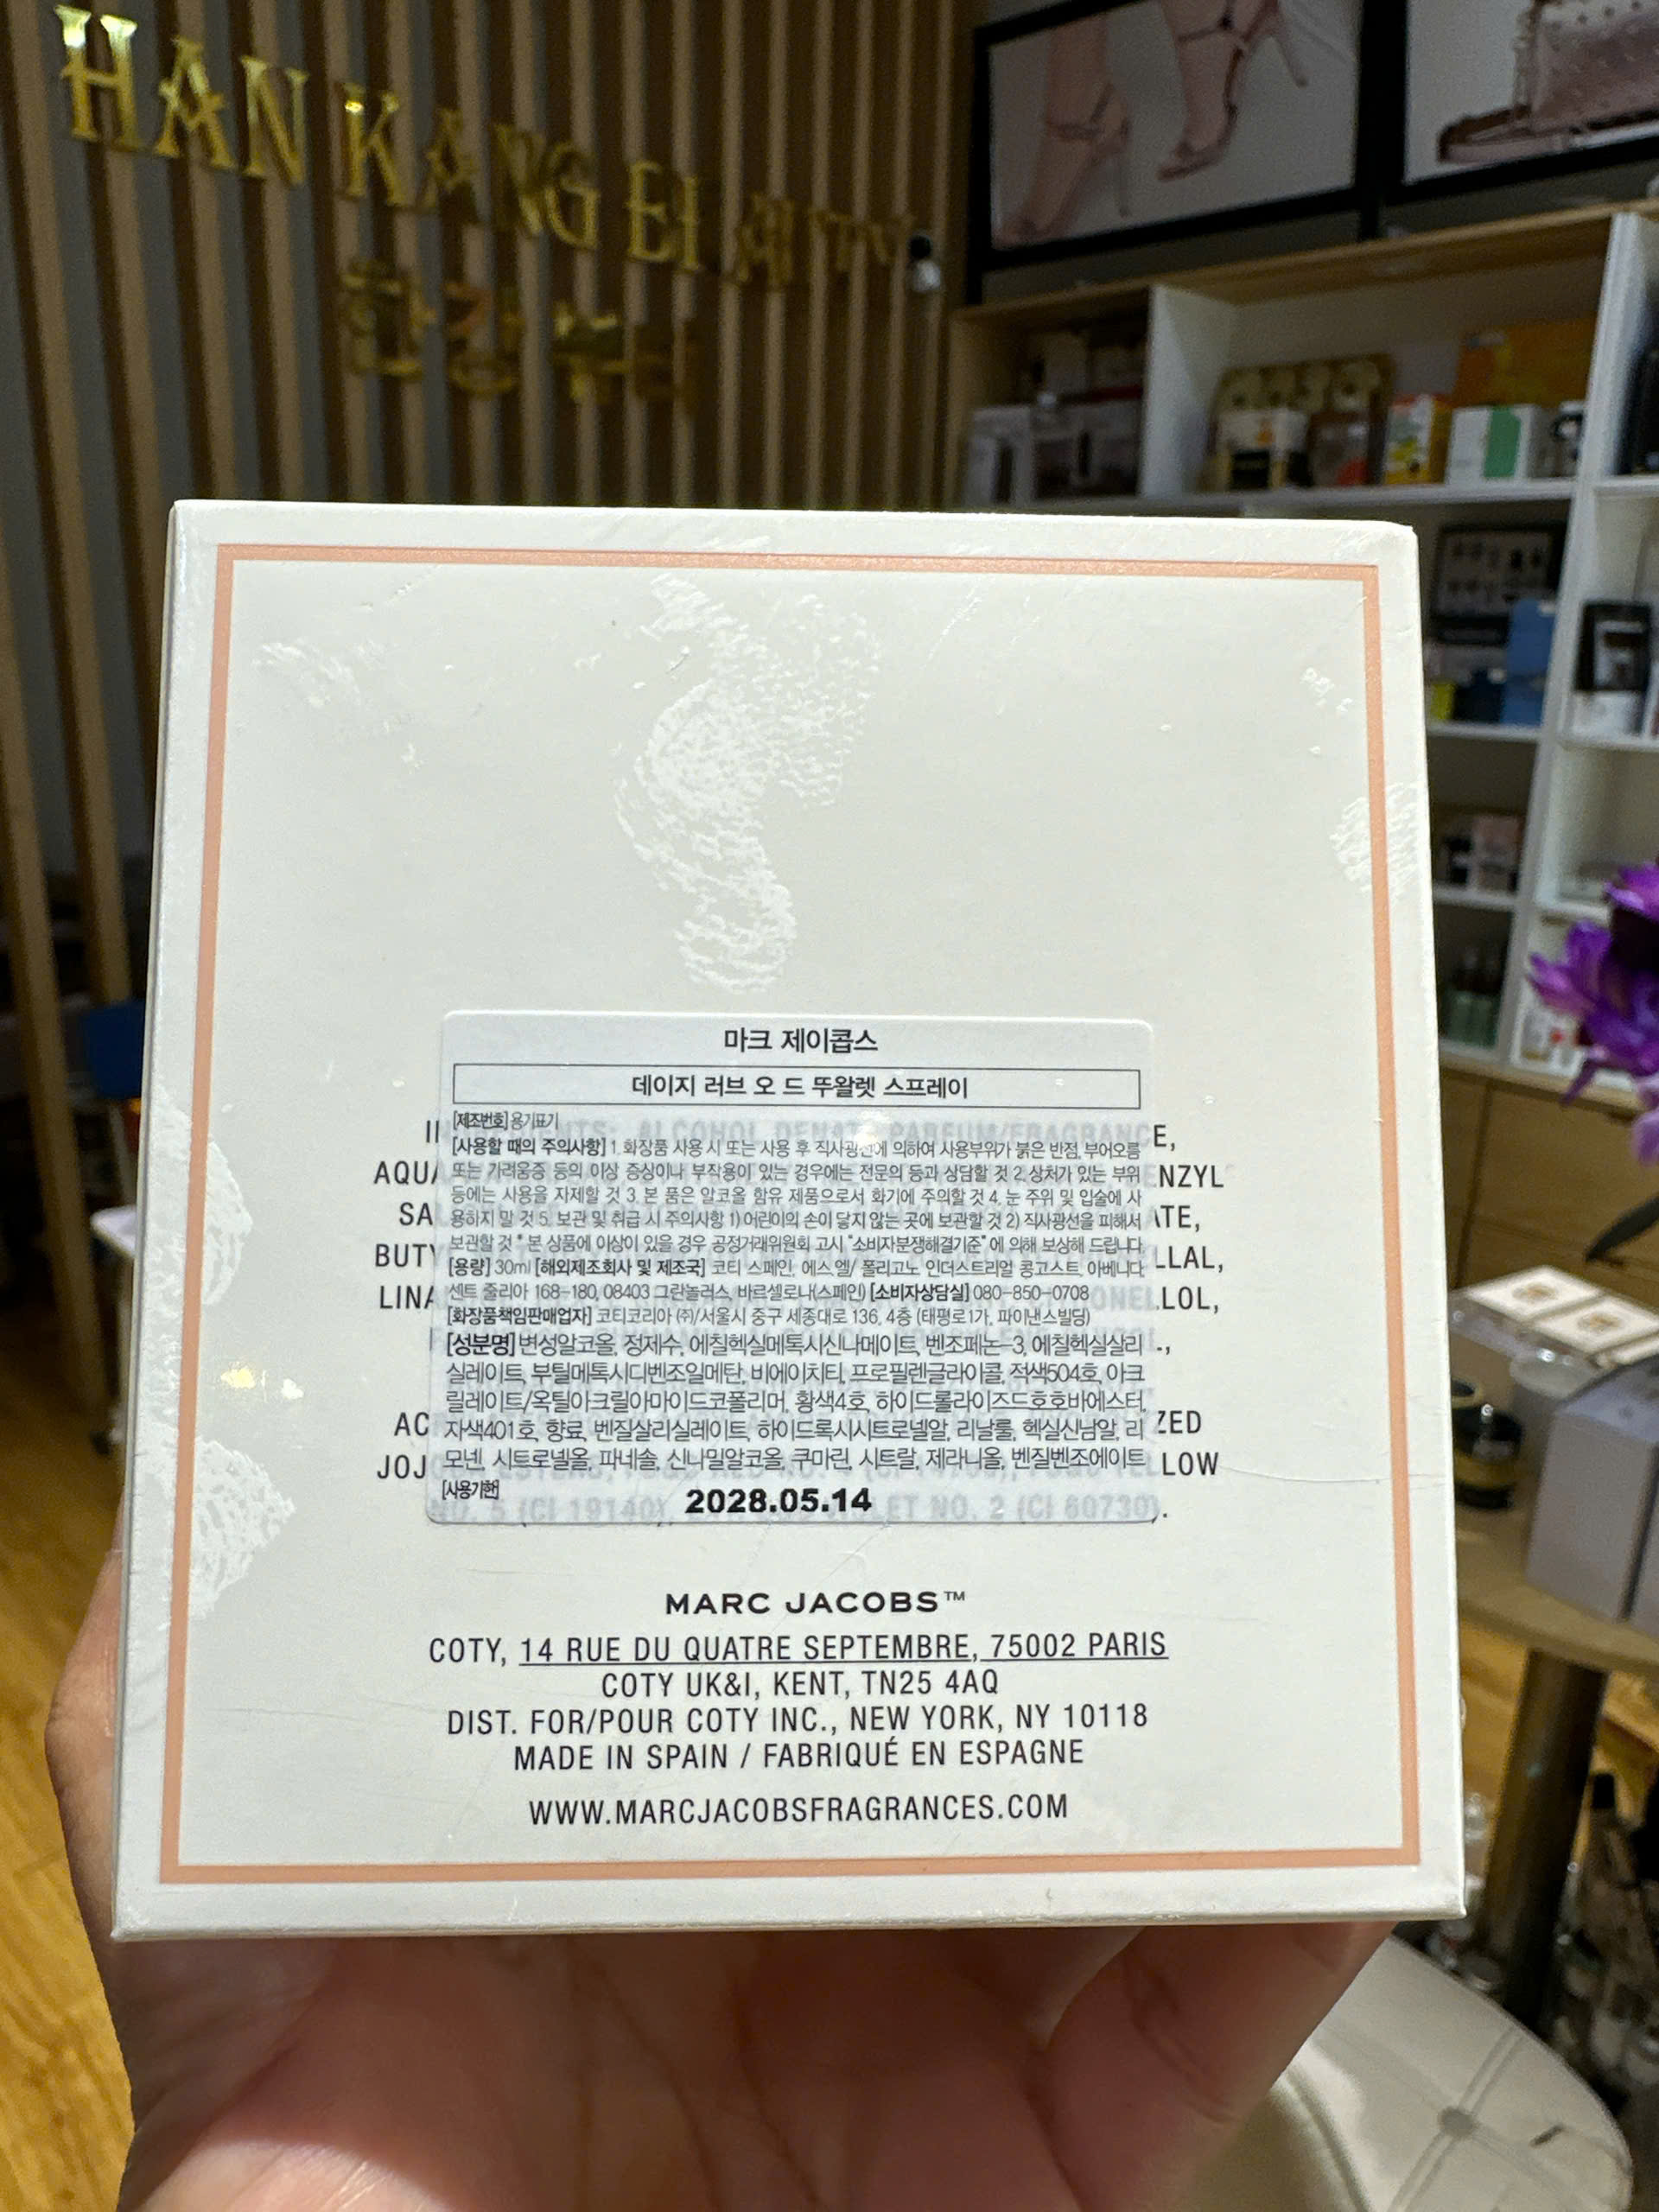 HAN KANG
마크 제이콥스
데이지 러브 오 드 뚜왈렛 스프레이
[제조번호] 용기표기
[사용할 때의 주의사항] 1. 화장품 사용 시 또는 사용 후 직사광선에 의하여 사용부위가 붉은 반점, 부어오름
또는 가려움증 등의 이상 증상이나 부작용이 있는 경우에는 전문의 등과 상담할 것 2. 상처가 있는 부위
등에는 사용을 자제할 것 3. 본 품은 알코올 함유 제품으로서 화기에 주의할 것 4. 눈 주위 및 입술에 사
용하지 말 것 5. 보관 및 취급 시 주의사항 1) 어린이의 손이 닿지 않는 곳에 보관할 것 2) 직사광선을 피해서
보관할 것 * 본 상품에 이상이 있을 경우 공정거래위원회 고시 "소비자분쟁해결기준" 에 의해 보상해 드립니다.
[용량] 30ml [해외제조회사 및 제조국] 코티 스페인, 에스.엘/ 폴리고노 인더스트리얼 콩고스트, 아베니다
센트 줄리아 168-180, 08403 그란놀러스, 바르셀로나(스페인) [소비자상담실] 080-850-0708
[화장품책임판매업자] 코티코리아 ㈜/서울시 중구 세종대로 136, 4층 (태평로1가, 파이낸스빌딩)
[성분명] 변성알코올, 정제수, 에칠헥실메톡시신나메이트, 벤조페논-3, 에칠헥실살리
실레이트, 부틸메톡시디벤조일메탄, 비에이치티, 프로필렌글라이콜, 적색504호, 아크
릴레이트/옥틸아크릴아마이드코폴리머, 황색4호, 하이드롤라이즈드호호바에스터,
자색401호, 향료, 벤질살리실레이트, 하이드록시시트로넬알, 리날룰, 헥실신남알, 리
모넨, 시트로넬올, 파네솔, 신나밀알코올, 쿠마린, 시트랄, 제라니올, 벤질벤조에이트
[사용기한] 2028.05.14
MARC JACOBS™
COTY, 14 RUE DU QUATRE SEPTEMBRE, 75002 PARIS
COTY UK&I, KENT, TN25 4AQ
DIST. FOR/POUR COTY INC., NEW YORK, NY 10118
MADE IN SPAIN / FABRIQUÉ EN ESPAGNE
WWW.MARCJACOBSFRAGRANCES.COM